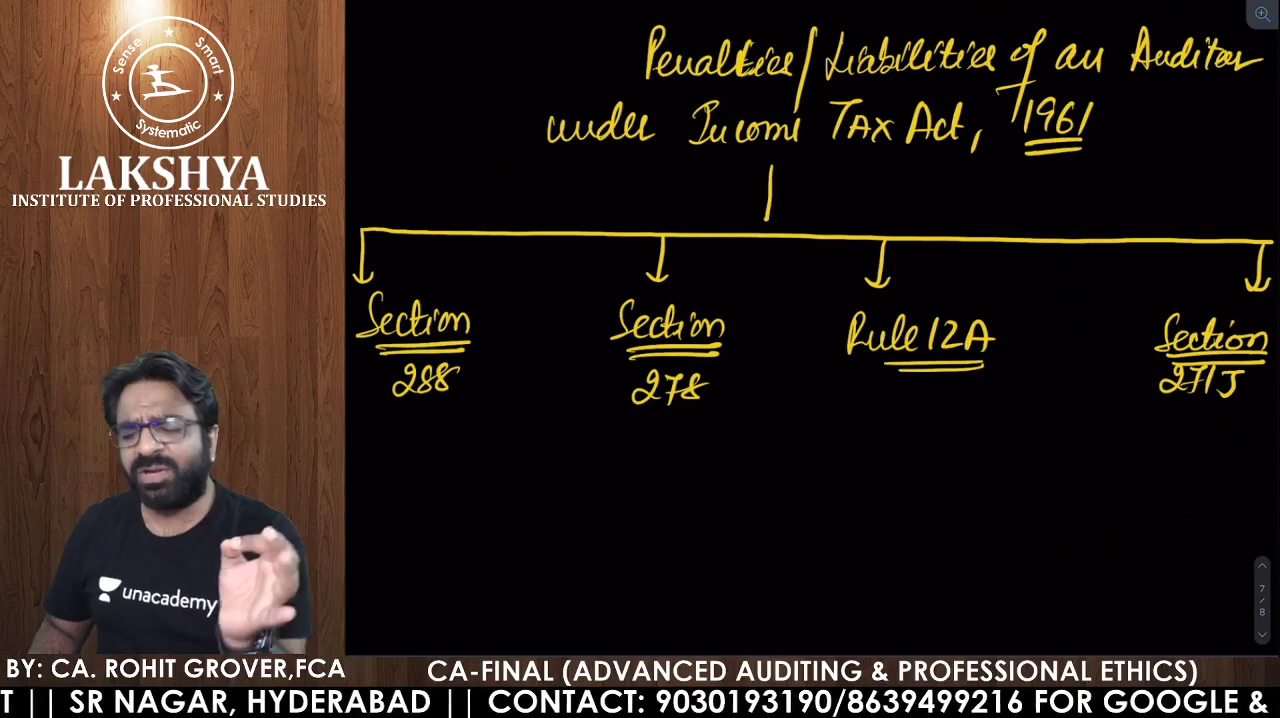 Sense
Smart
Systematic
LAKSHYA
INSTITUTE OF PROFESSIONAL STUDIES
Penalties/Liabilities of an Auditor
under Income TAX Act, 1961
Section
288
Section
278
Rule 12A
Section
271J
unacademy
7
/
8
BY: CA. ROHIT GROVER,FCA
CA-FINAL (ADVANCED AUDITING & PROFESSIONAL ETHICS)
T || SR NAGAR, HYDERABAD || CONTACT: 9030193190/8639499216 FOR GOOGLE &